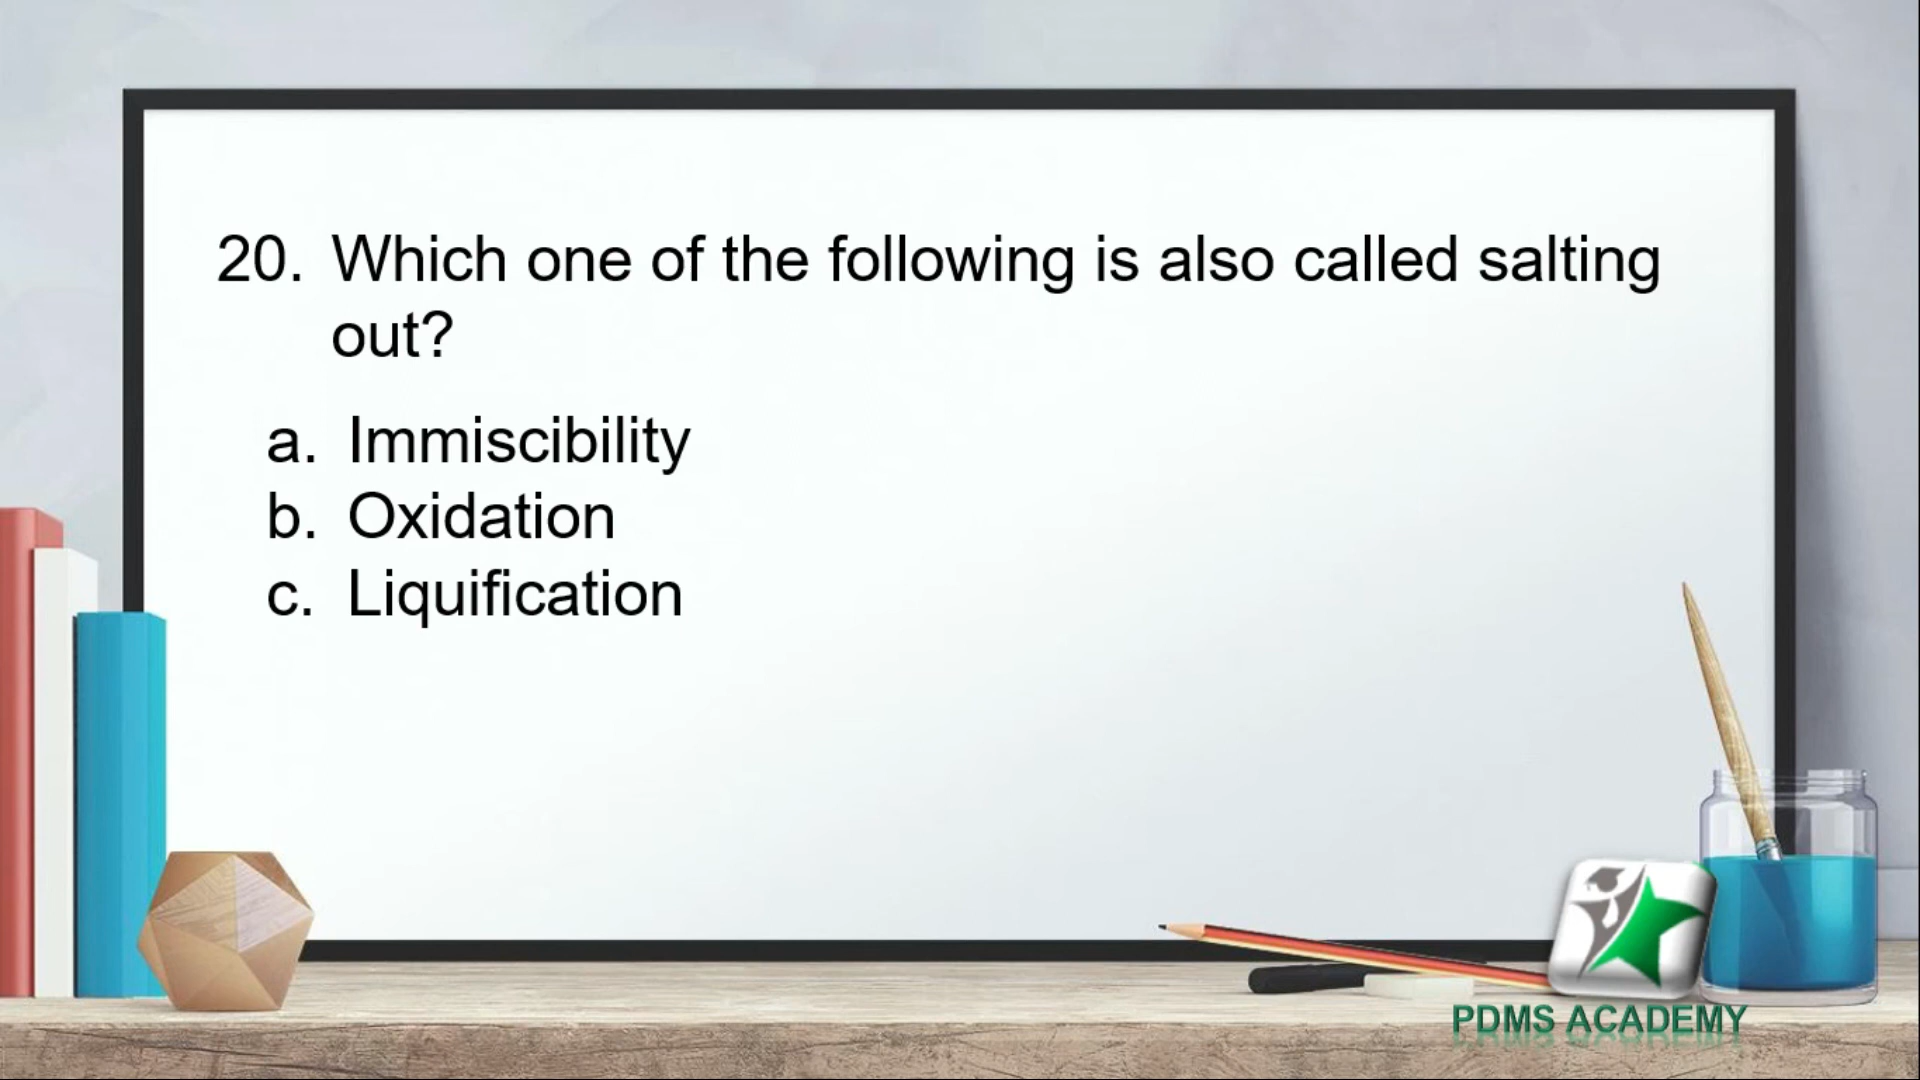 20. Which one of the following is also called salting
out?
a. Immiscibility
b. Oxidation
c. Liquification
PDMS ACADEMY